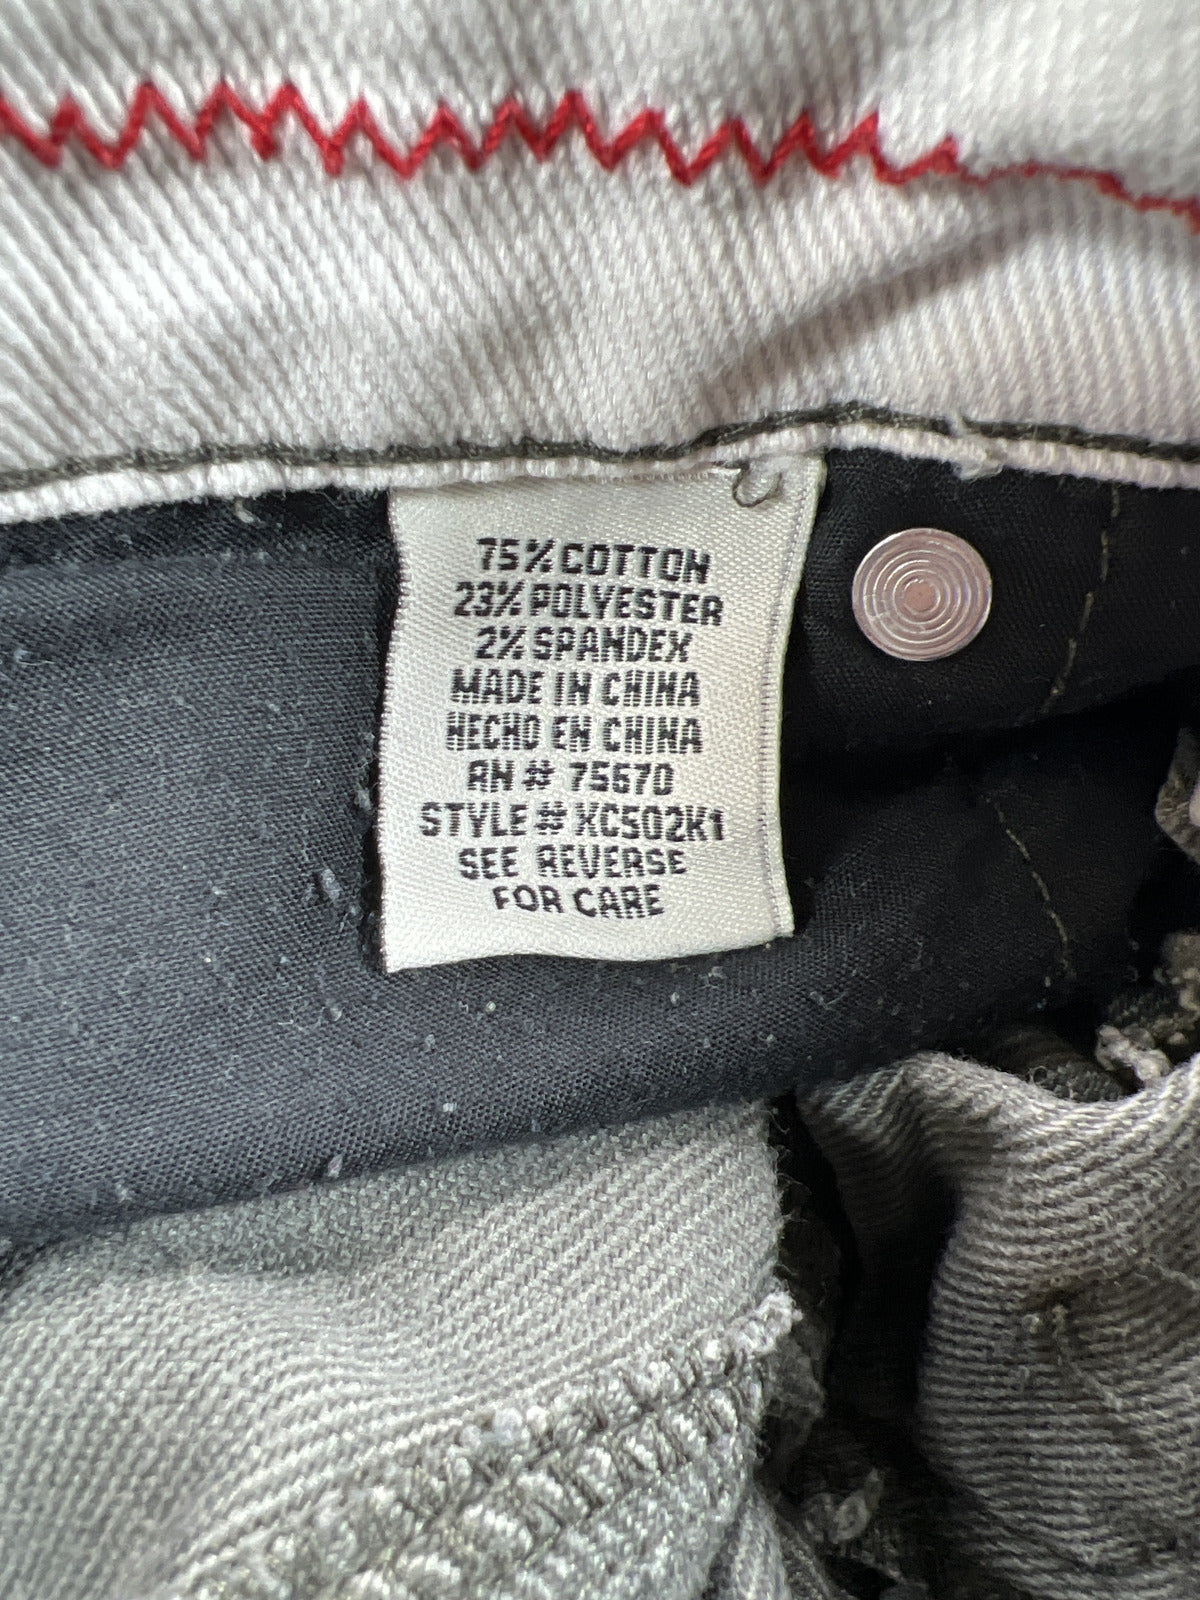 75% COTTON
23% POLYESTER
2% SPANDEX
MADE IN CHINA
HECHO EN CHINA
RN # 75670
STYLE # XC502K1
SEE REVERSE
FOR CARE